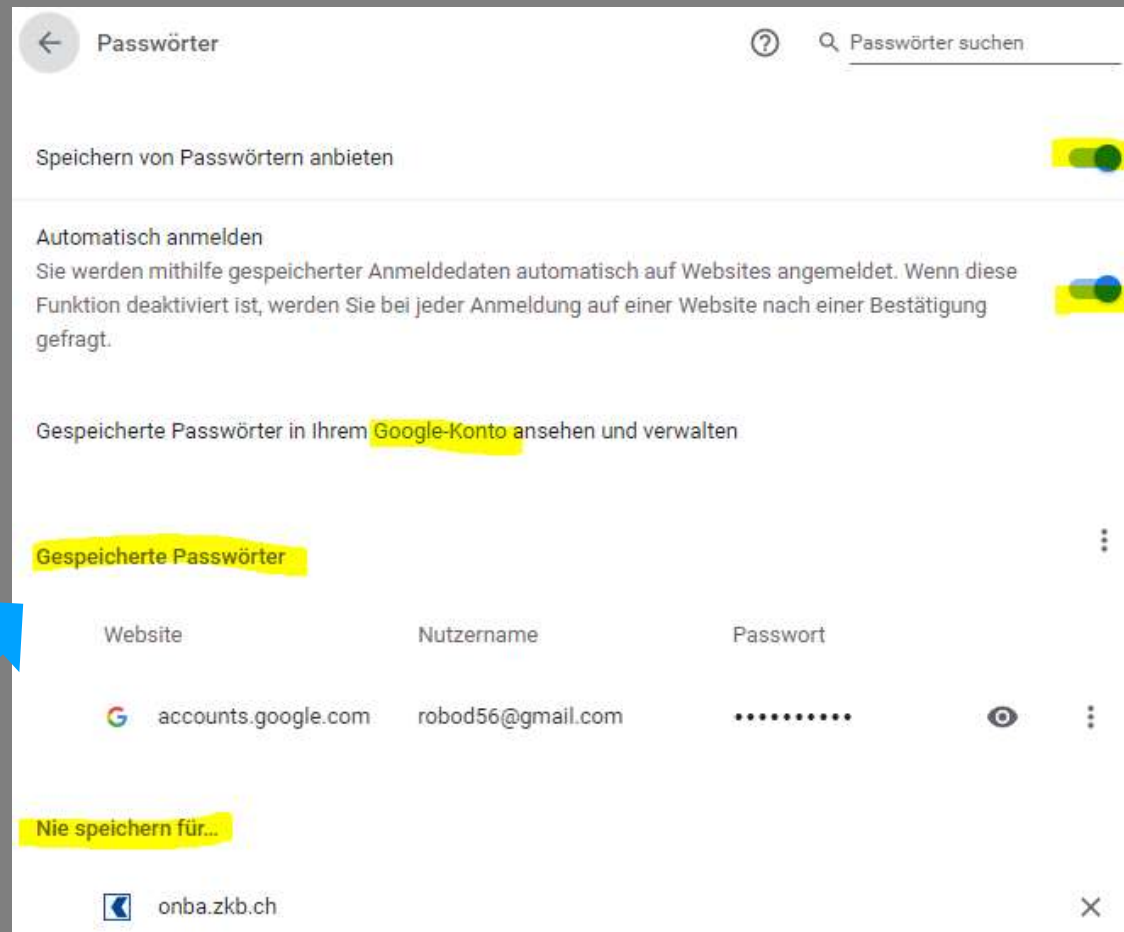 Passwörter
Passwörter suchen
Speichern von Passwörtern anbieten
Automatisch anmelden
Sie werden mithilfe gespeicherter Anmeldedaten automatisch auf Websites angemeldet. Wenn diese
Funktion deaktiviert ist, werden Sie bei jeder Anmeldung auf einer Website nach einer Bestätigung
gefragt.
Gespeicherte Passwörter in Ihrem Google-Konto ansehen und verwalten
Gespeicherte Passwörter
Website Nutzername Passwort
accounts.google.com robod56@gmail.com ••••••••••
Nie speichern für...
onba.zkb.ch